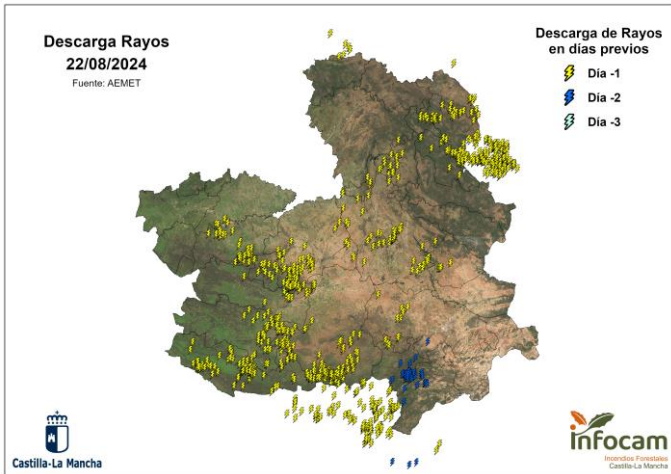 Descarga Rayos
22/08/2024
Fuente: AEMET
Descarga de Rayos
en días previos
Día -1
Día -2
Día -3
Castilla-La Mancha
infocam
Incendios Forestales
Castilla-La Mancha